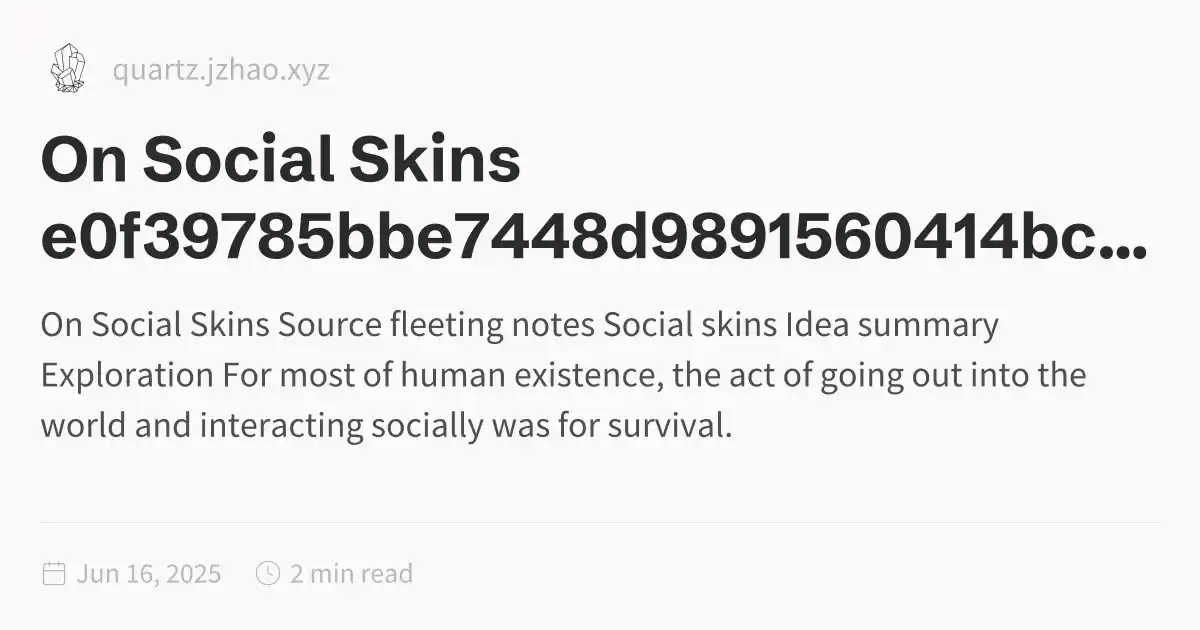 quartz.jzhao.xyz
On Social Skins
e0f39785bbe7448d9891560414bc...
On Social Skins Source fleeting notes Social skins Idea summary
Exploration For most of human existence, the act of going out into the
world and interacting socially was for survival.
Jun 16, 2025 2 min read